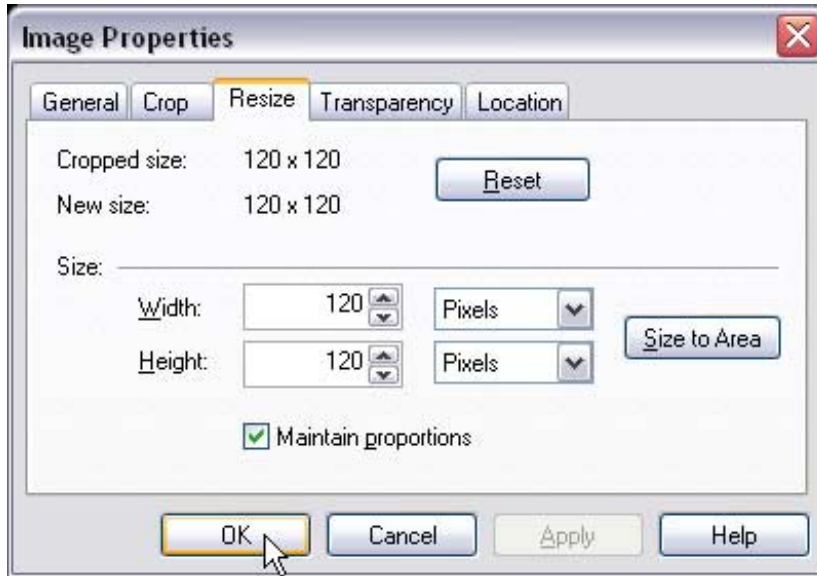 Image Properties
General Crop Resize Transparency Location
Cropped size: 120 x 120 Reset
New size: 120 x 120
Size:
Width: 120 Pixels
Size to Area
Height: 120 Pixels
Maintain proportions
OK Cancel Apply Help